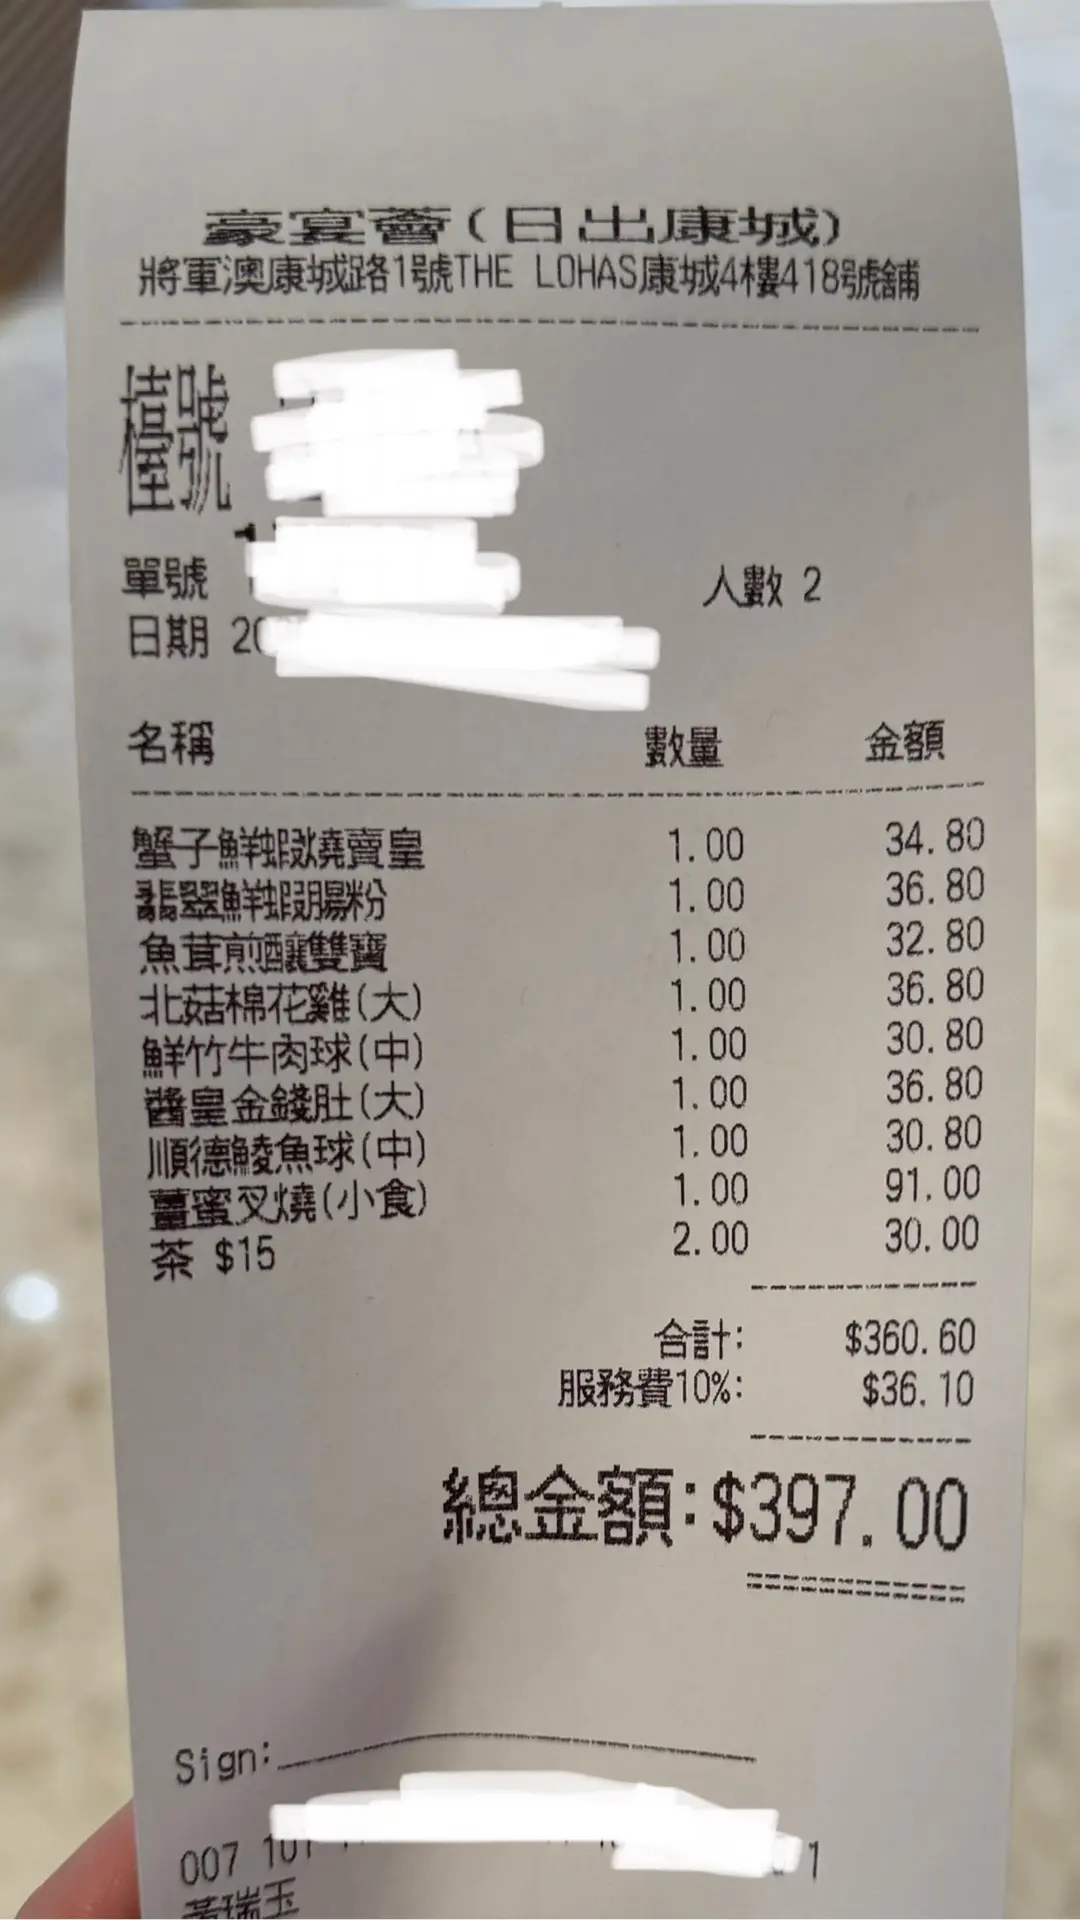 豪宴薈(日出康城)
將軍澳康城路1號THE LOHAS康城4樓418號舖
檯號
單號 人數 2
日期 20
名稱 數量 金額
蟹子鮮蝦燒賣皇 1.00 34.80
翡翠鮮蝦腸粉 1.00 36.80
魚茸煎釀雙寶 1.00 32.80
北菇棉花雞(大) 1.00 36.80
鮮竹牛肉球(中) 1.00 30.80
醬皇金錢肚(大) 1.00 36.80
順德鯪魚球(中) 1.00 30.80
薑蜜叉燒(小食) 1.00 91.00
茶 $15 2.00 30.00
合計: $360.60
服務費10%: $36.10
總金額:$397.00
Sign:
007 101 1
黃瑞玉